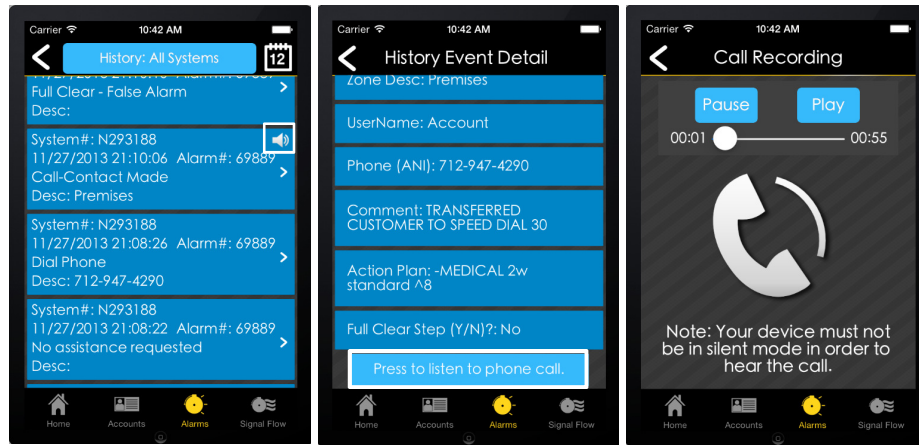 Carrier 10:42 AM
History: All Systems
12
Full Clear - False Alarm
Desc:
System#: N293188
11/27/2013 21:10:06 Alarm#: 69889
Call-Contact Made
Desc: Premises
System#: N293188
11/27/2013 21:08:26 Alarm#: 69889
Dial Phone
Desc: 712-947-4290
System#: N293188
11/27/2013 21:08:22 Alarm#: 69889
No assistance requested
Desc:
Home Accounts Alarms Signal Flow
Carrier 10:42 AM
History Event Detail
Zone Desc: Premises
UserName: Account
Phone (ANI): 712-947-4290
Comment: TRANSFERRED
CUSTOMER TO SPEED DIAL 30
Action Plan: -MEDICAL 2w
standard ^8
Full Clear Step (Y/N)?: No
Press to listen to phone call.
Home Accounts Alarms Signal Flow
Carrier 10:42 AM
Call Recording
Pause Play
00:01 00:55
Note: Your device must not
be in silent mode in order to
hear the call.
Home Accounts Alarms Signal Flow